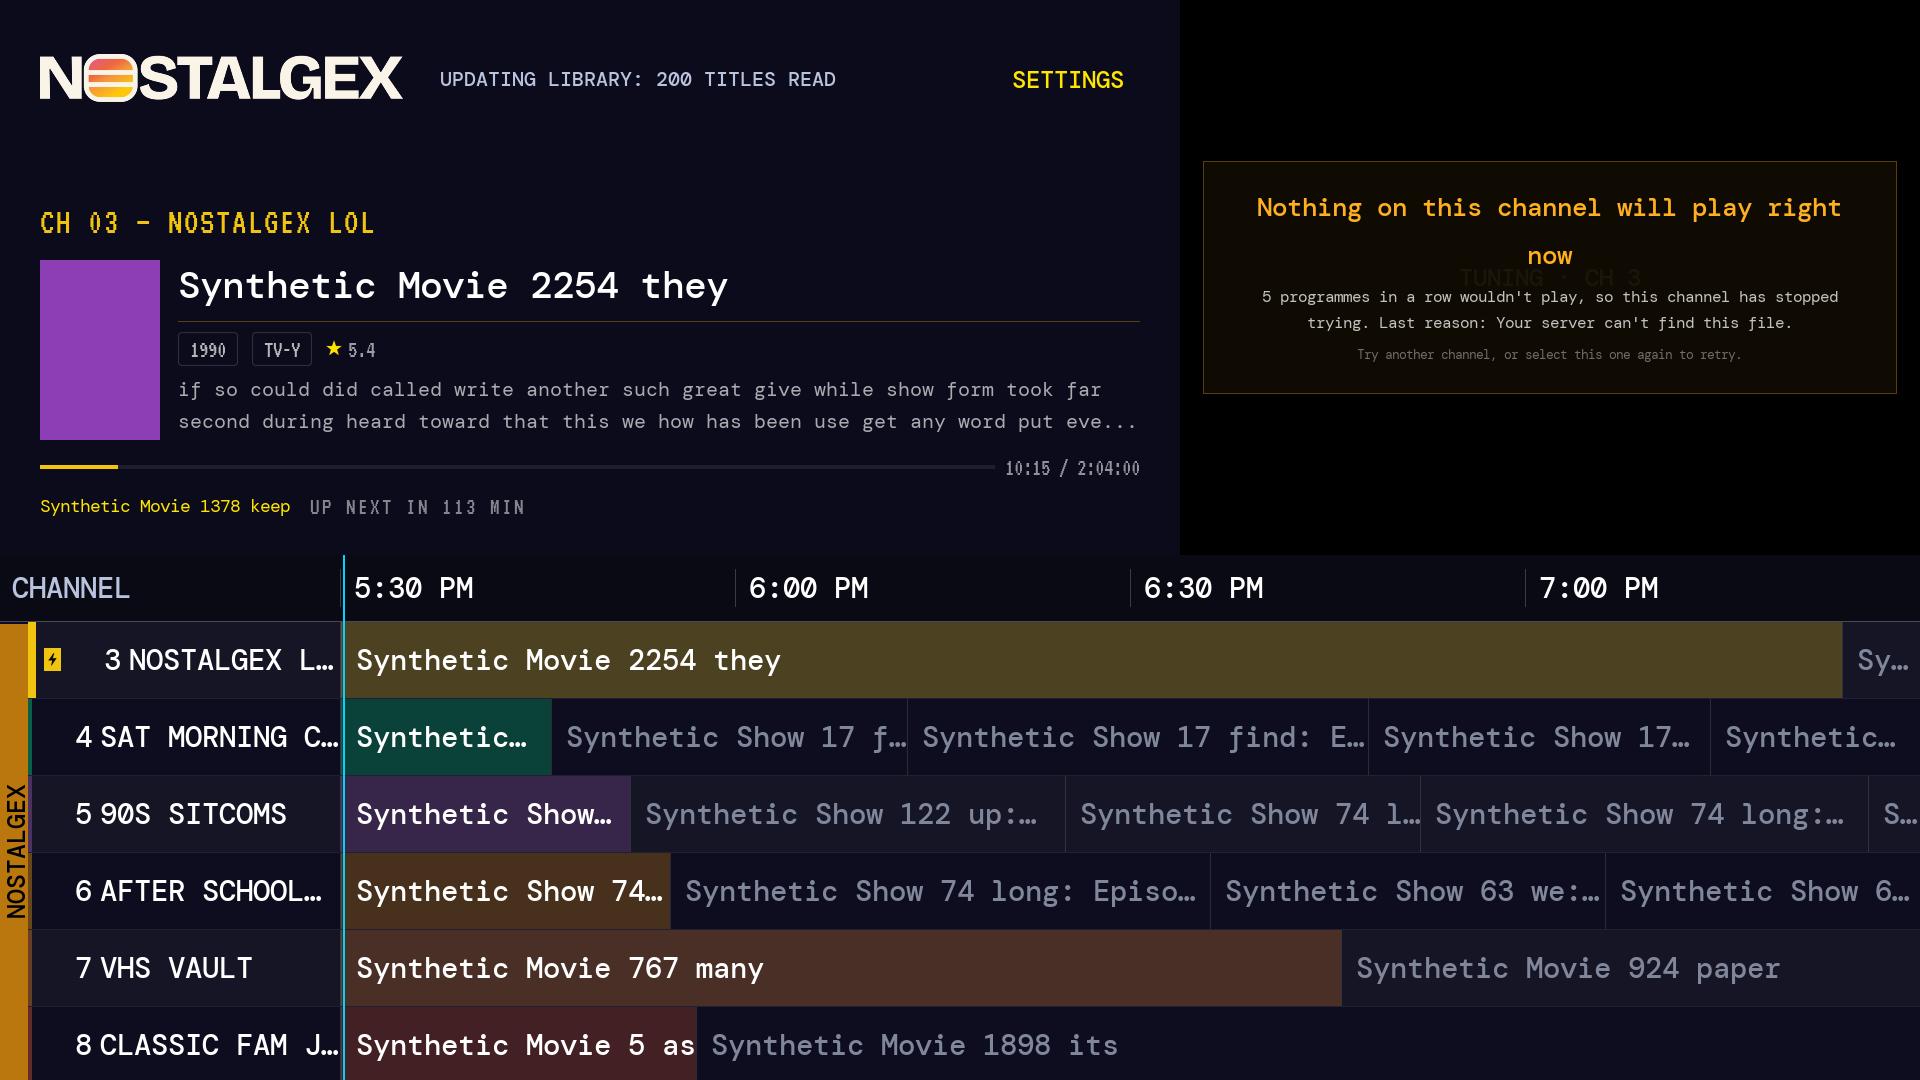 NOSTALGEX
UPDATING LIBRARY: 200 TITLES READ
SETTINGS
CH 03 – NOSTALGEX LOL
Synthetic Movie 2254 they
1990 TV-Y ★ 5.4
if so could did called write another such great give while show form took far
second during heard toward that this we how has been use get any word put eve...
10:15 / 2:04:00
Synthetic Movie 1378 keep UP NEXT IN 113 MIN
Nothing on this channel will play right
now
TUNING · CH 3
5 programmes in a row wouldn't play, so this channel has stopped
trying. Last reason: Your server can't find this file.
Try another channel, or select this one again to retry.
CHANNEL 5:30 PM 6:00 PM 6:30 PM 7:00 PM
NOSTALGEX
3 NOSTALGEX L… Synthetic Movie 2254 they Sy…
4 SAT MORNING C… Synthetic… Synthetic Show 17 f… Synthetic Show 17 find: E… Synthetic Show 17… Synthetic…
5 90S SITCOMS Synthetic Show… Synthetic Show 122 up:… Synthetic Show 74 l… Synthetic Show 74 long:… S…
6 AFTER SCHOOL… Synthetic Show 74… Synthetic Show 74 long: Episo… Synthetic Show 63 we:… Synthetic Show 6…
7 VHS VAULT Synthetic Movie 767 many Synthetic Movie 924 paper
8 CLASSIC FAM J… Synthetic Movie 5 as Synthetic Movie 1898 its